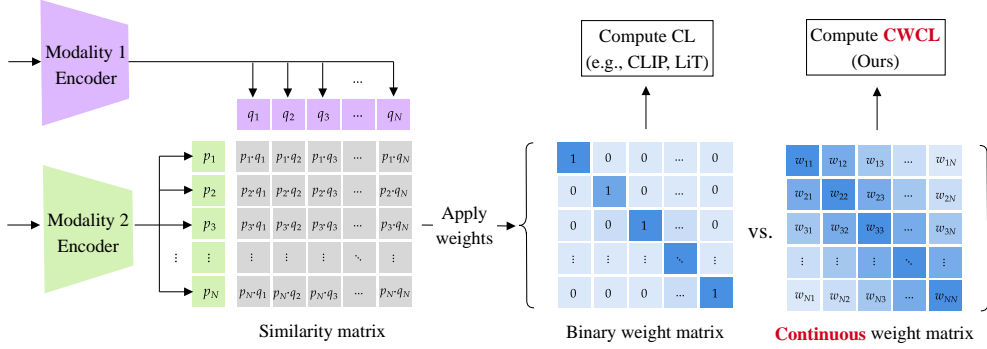 Modality 1
Encoder
Compute CL
(e.g., CLIP, LiT)
Compute CWCL
(Ours)
q1 q2 q3 ... qN
Modality 2
Encoder
p1 p1·q1 p1·q2 p1·q3 ... p1·qN
p2 p2·q1 p2·q2 p2·q3 ... p2·qN
p3 p3·q1 p3·q2 p3·q3 ... p3·qN
⋮ ⋮ ⋮ ⋮ ⋮ ⋱ ⋮
pN pN·q1 pN·q2 pN·q3 ... pN·qN
Similarity matrix
Apply
weights
1 0 0 ... 0
0 1 0 ... 0
0 0 1 ... 0
⋮ ⋮ ⋮ ⋱ ⋮
0 0 0 ... 1
Binary weight matrix
vs.
w11 w12 w13 ... w1N
w21 w22 w23 ... w2N
w31 w32 w33 ... w3N
⋮ ⋮ ⋮ ⋱ ⋮
wN1 wN2 wN3 ... wNN
Continuous weight matrix